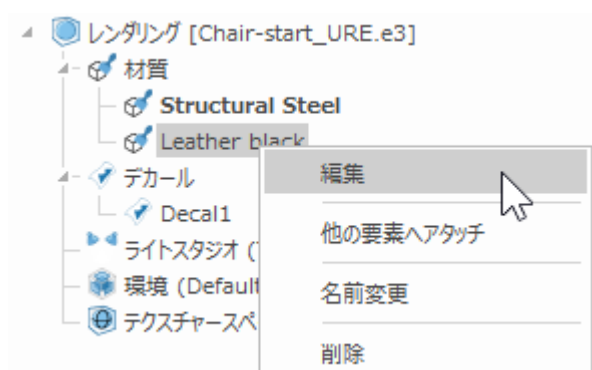 レンダリング [Chair-start_URE.e3]
材質
Structural Steel
Leather black
編集
デカール
Decal1
他の要素へアタッチ
ライトスタジオ (
環境 (Default
名前変更
テクスチャースペ
削除